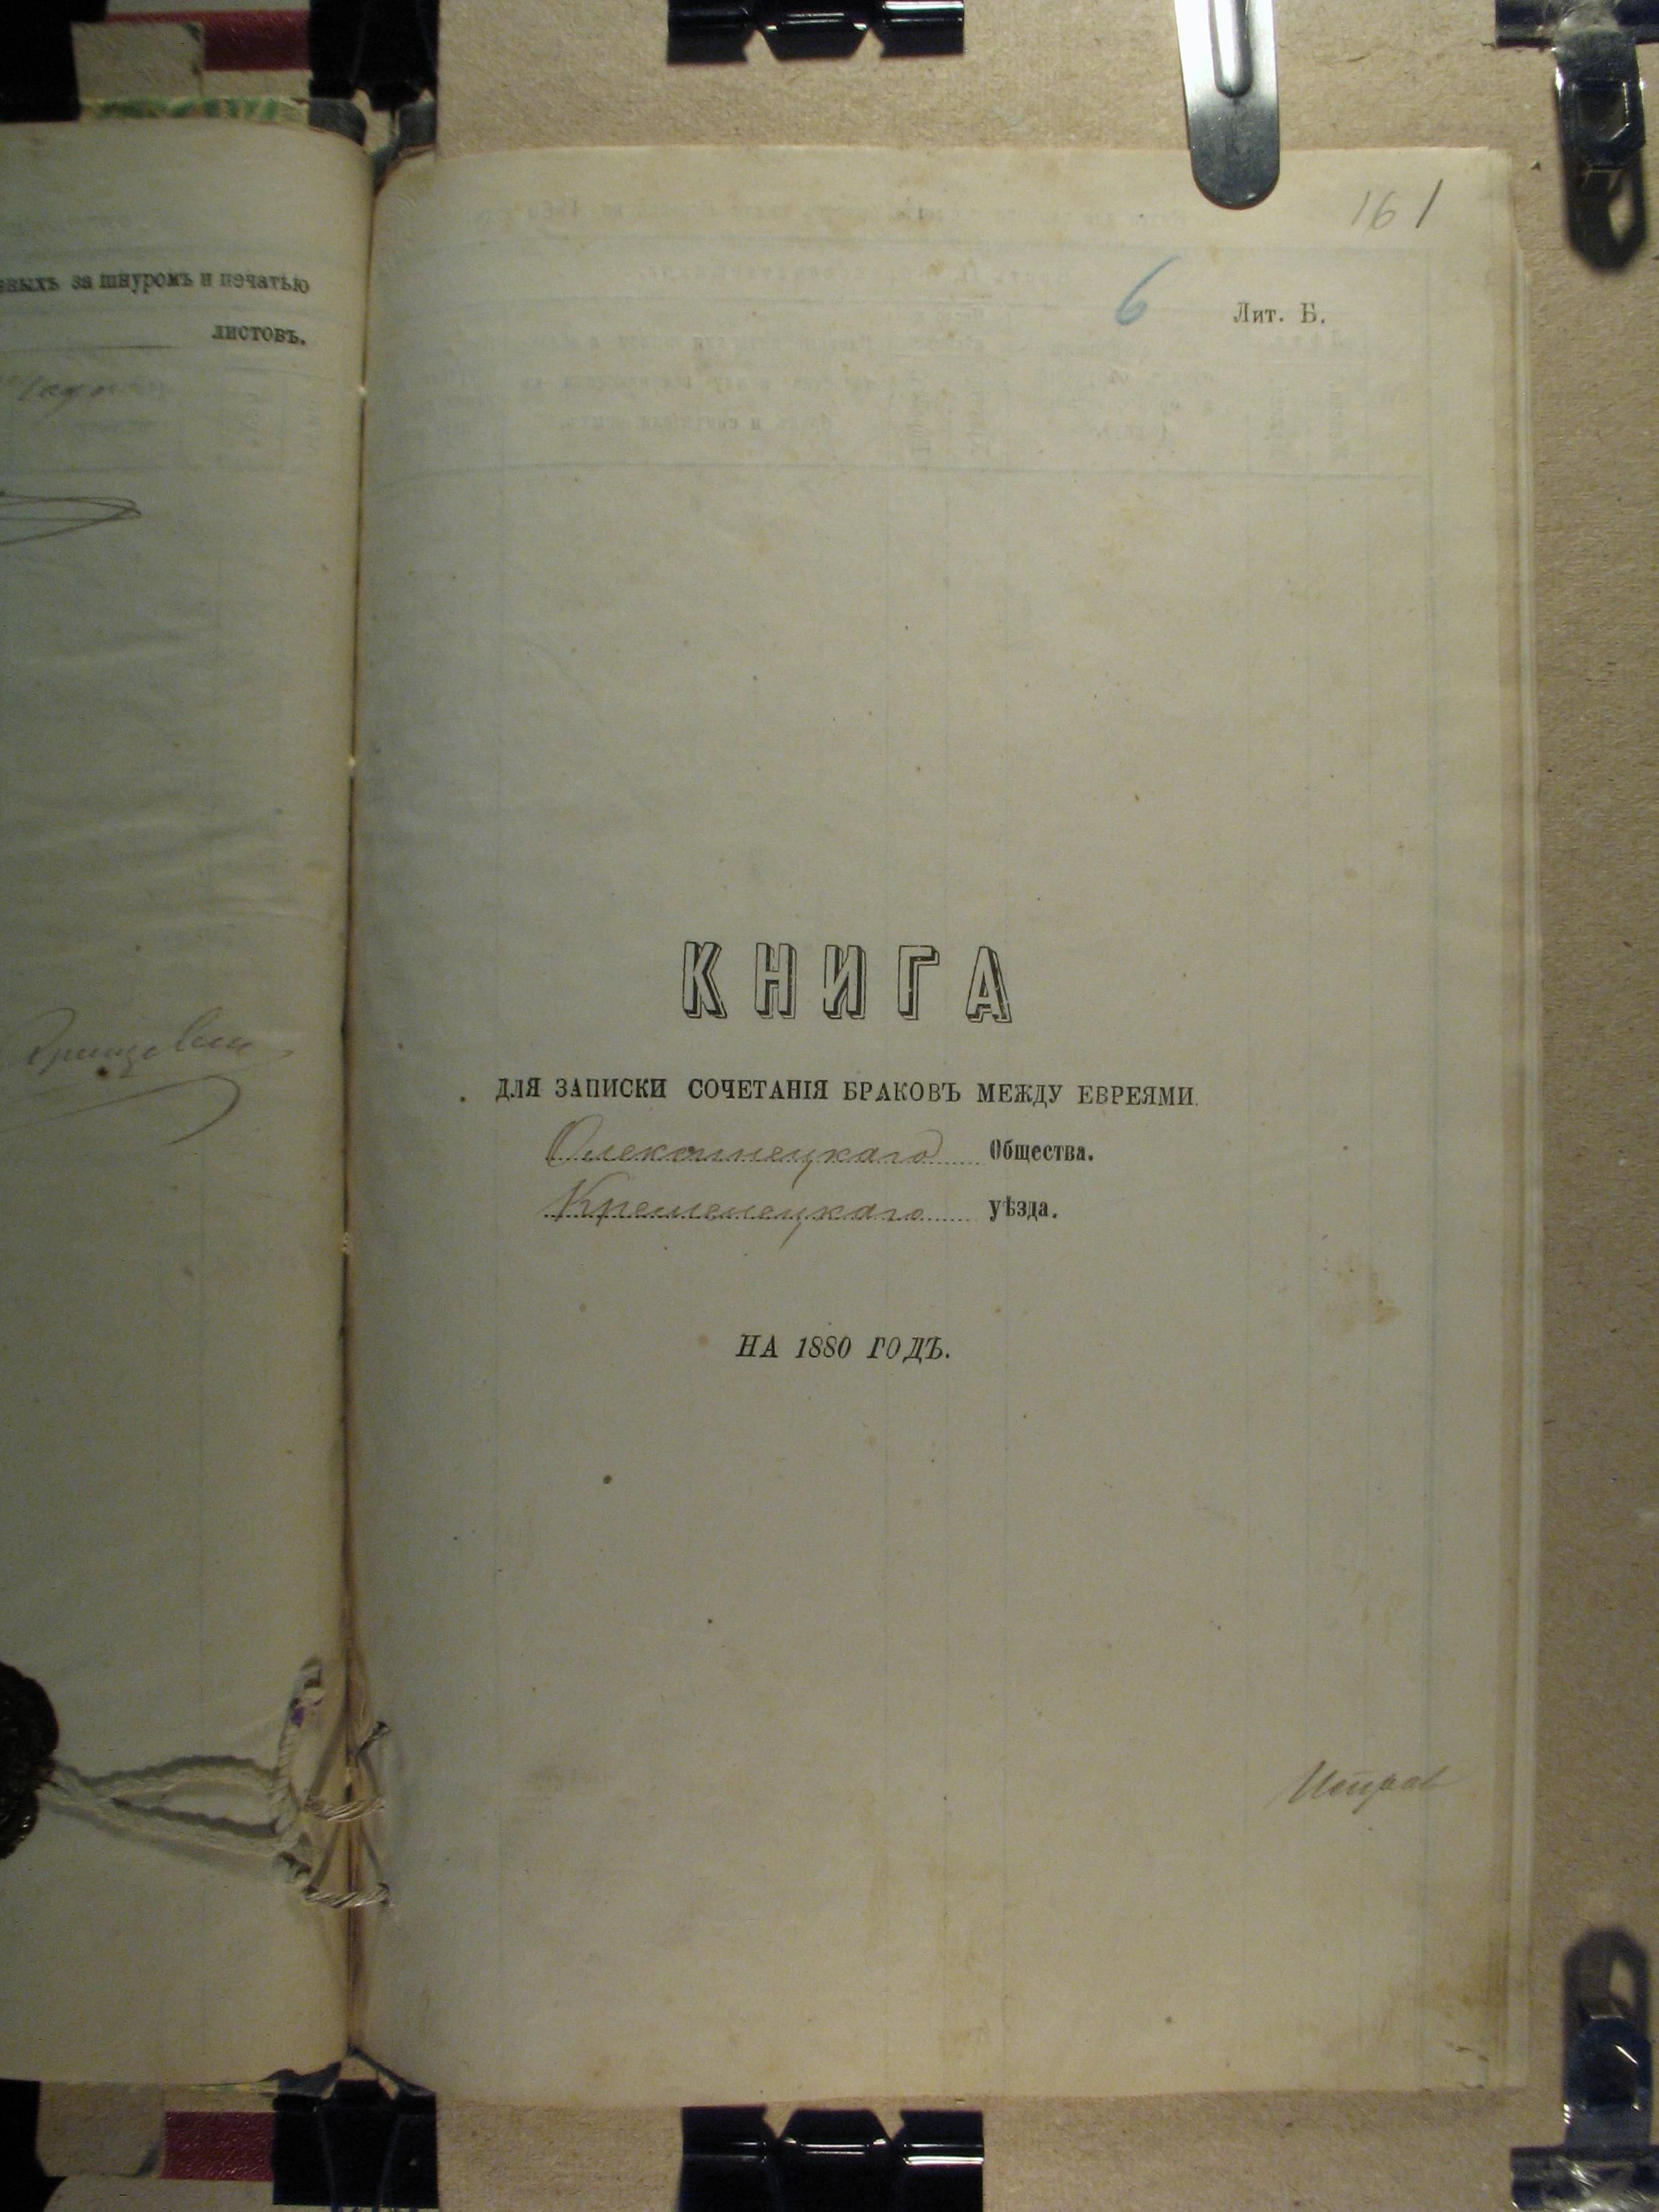 за шнуромъ и печатью
листовъ.
161
6 Лит. Б.
КНИГА
ДЛЯ ЗАПИСКИ СОЧЕТАНІЯ БРАКОВЪ МЕЖДУ ЕВРЕЯМИ
Олексинецкаго Общества.
Кременецкаго уѣзда.
НА 1880 ГОДЪ.